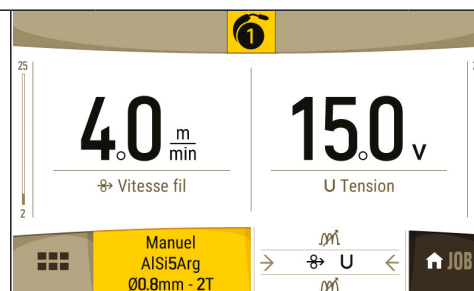 1
25
4.0 m/min
15.0 V
Vitesse fil
U Tension
2
Manuel
AlSi5Arg
Ø0.8mm - 2T
U
JOB